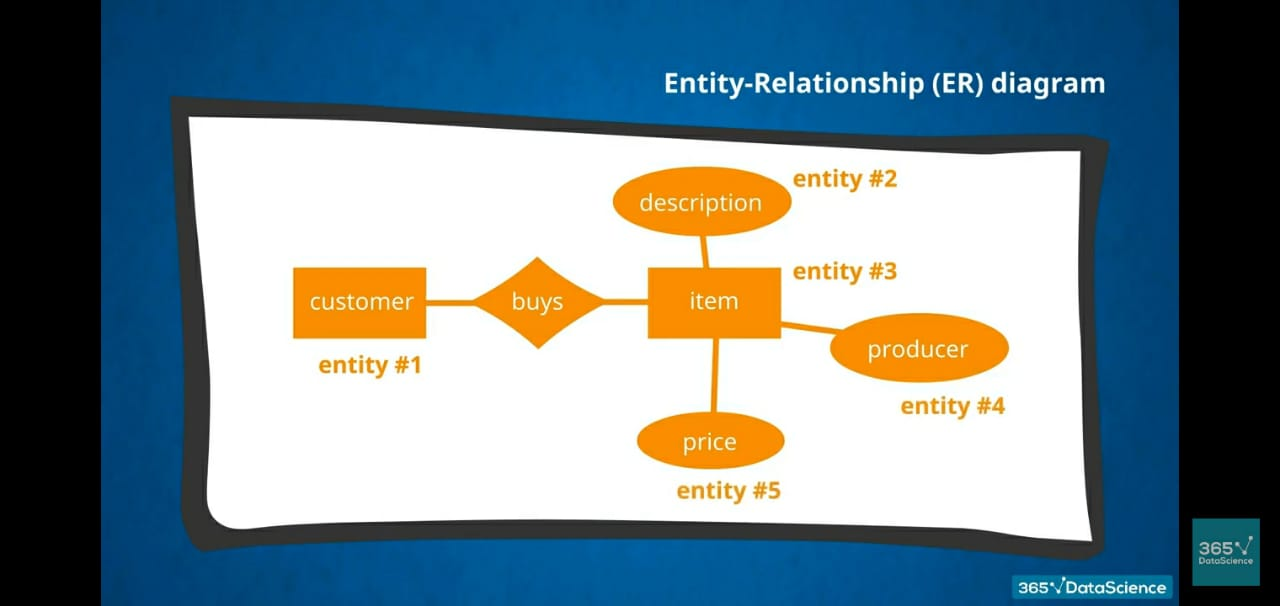 Entity-Relationship (ER) diagram
description
entity #2
customer
buys
item
entity #3
entity #1
producer
entity #4
price
entity #5
365 DataScience
365
DataScience